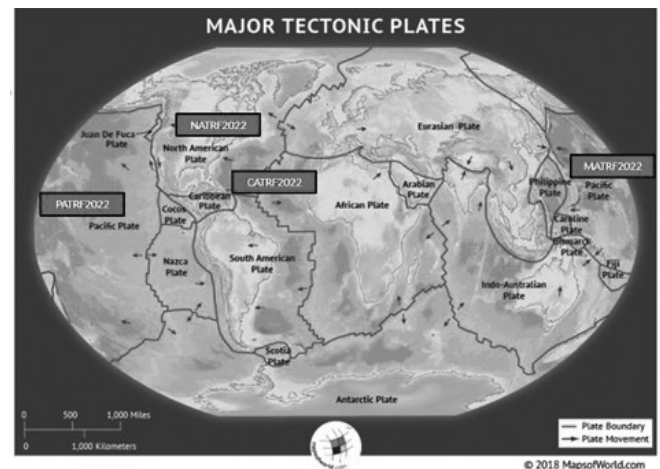 MAJOR TECTONIC PLATES
Juan De Fuca
Plate
NATRF2022
North American
Plate
Eurasian Plate
MATRF2022
PATRF2022
Pacific Plate
CATRF2022
Caribbean Plate
Cocos
Plate
Arabian
Plate
African Plate
Philippine
Plate
Pacific
Plate
Caroline
Plate
Bismarck
Plate
Fiji
Plate
Nazca
Plate
South American
Plate
Indo-Australian
Plate
Scotia
Plate
Antarctic Plate
0 500 1,000 Miles
0 1,000 Kilometers
Plate Boundary
Plate Movement
© 2018 MapsofWorld.com